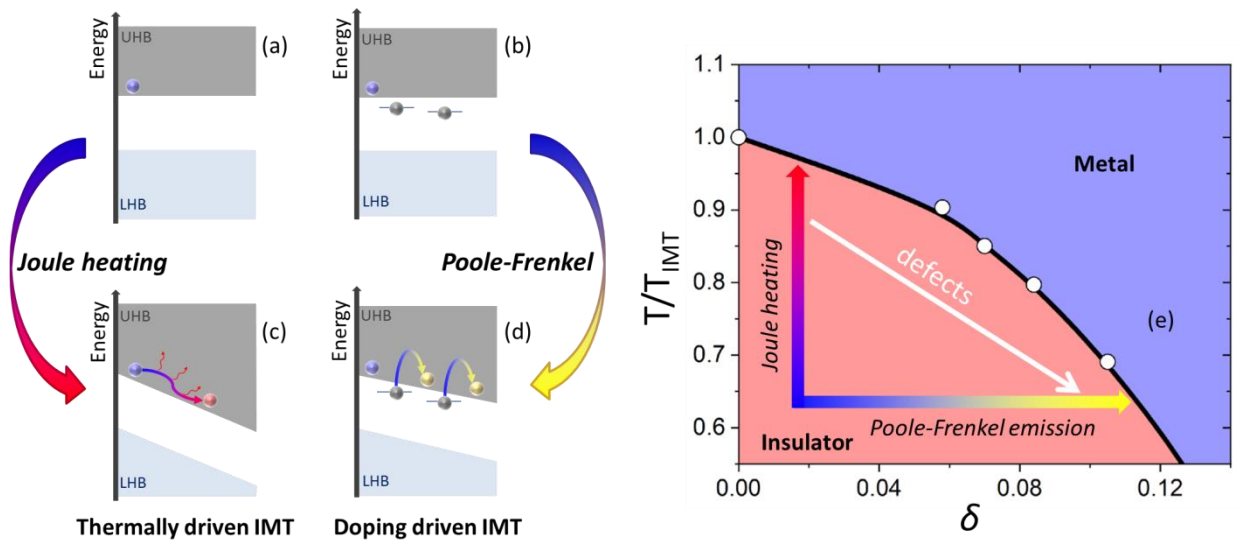 Energy
UHB
(a)
LHB
Energy
UHB
(b)
LHB
Joule heating
Poole-Frenkel
Energy
UHB
(c)
LHB
Energy
UHB
(d)
LHB
Thermally driven IMT
Doping driven IMT
T/T_IMT
1.1
1.0
0.9
0.8
0.7
0.6
Metal
defects
Joule heating
(e)
Poole-Frenkel emission
Insulator
0.00
0.04
0.08
0.12
δ